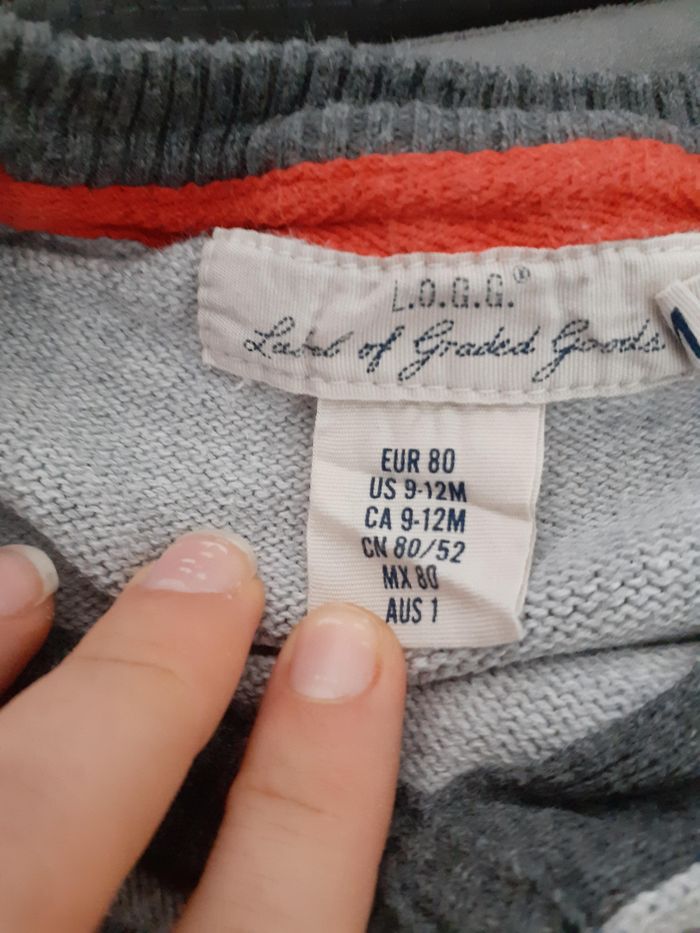 L.O.G.G.®
Label of Graded Goods
EUR 80
US 9-12M
CA 9-12M
CN 80/52
MX 80
AUS 1